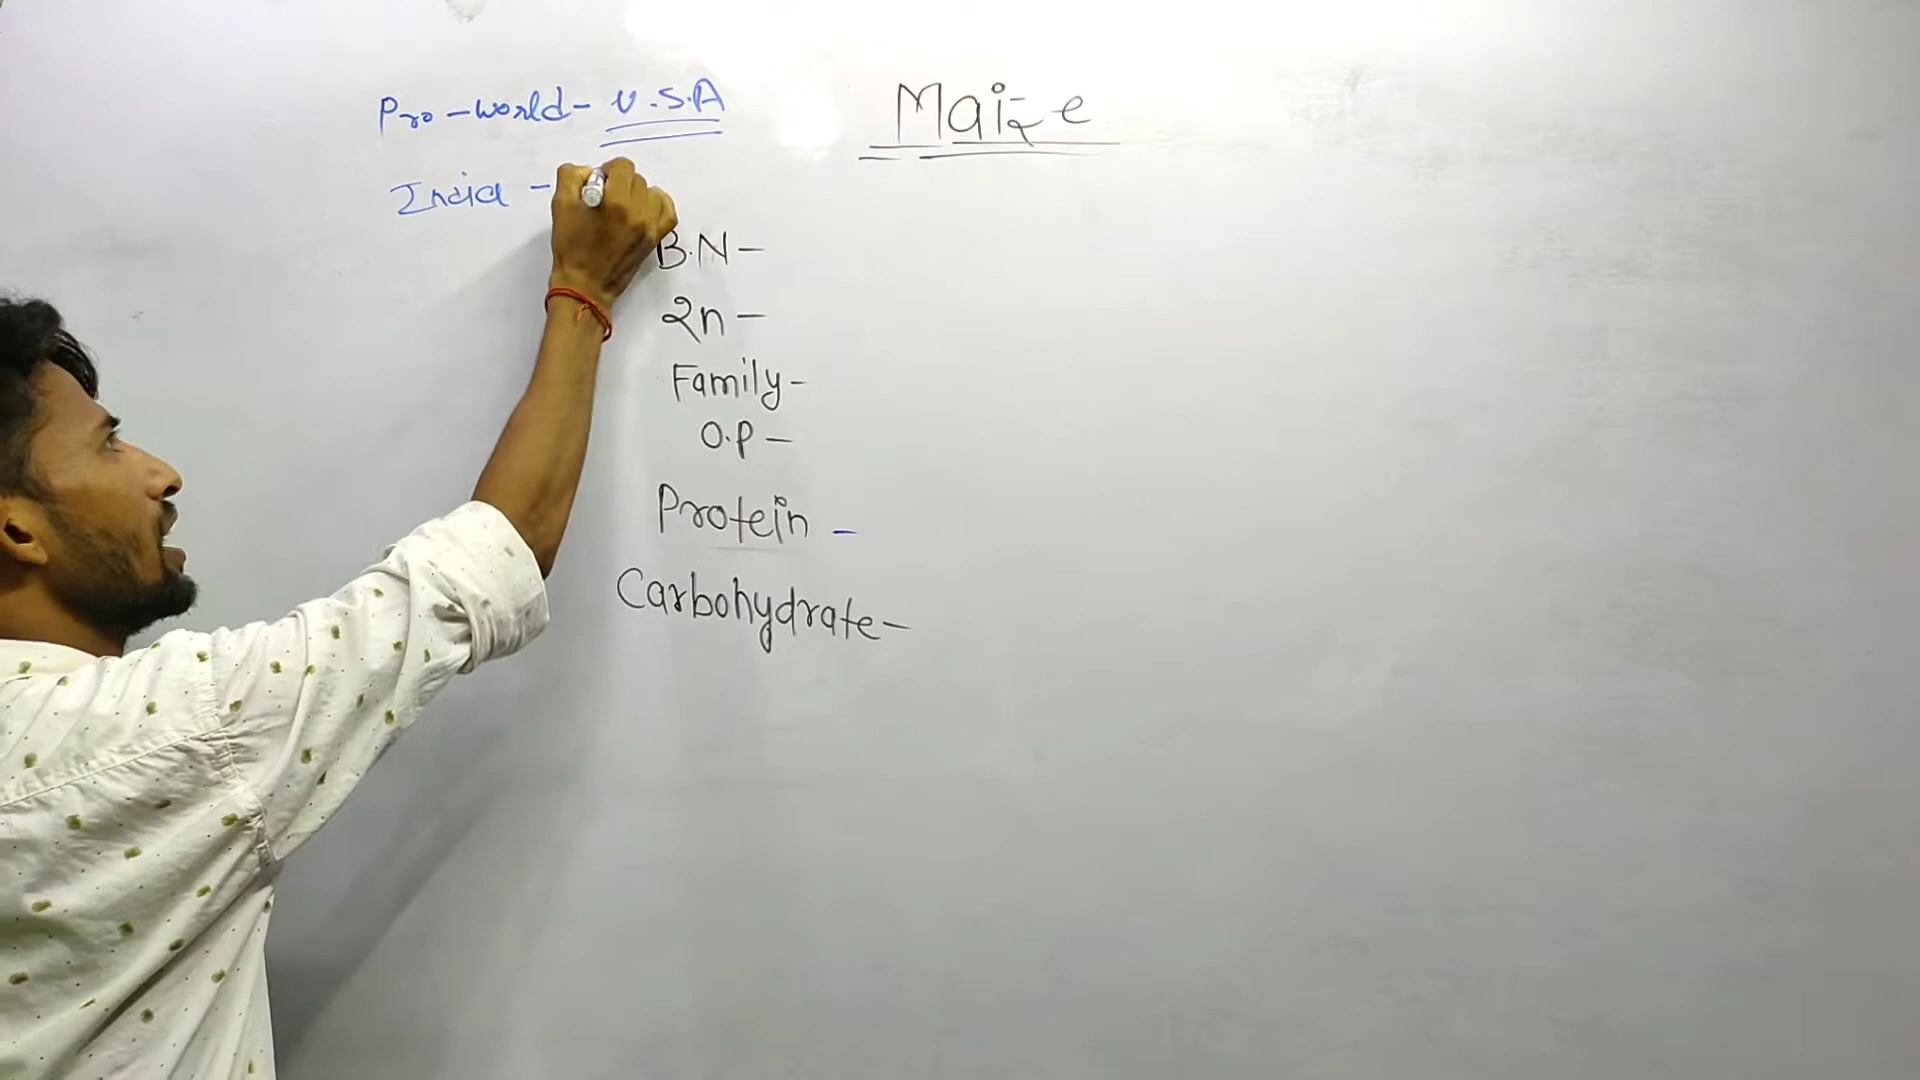 Pro-world- U.S.A
Maize
India -
B.N-
2n-
Family-
O.P-
Protein -
Carbohydrate-